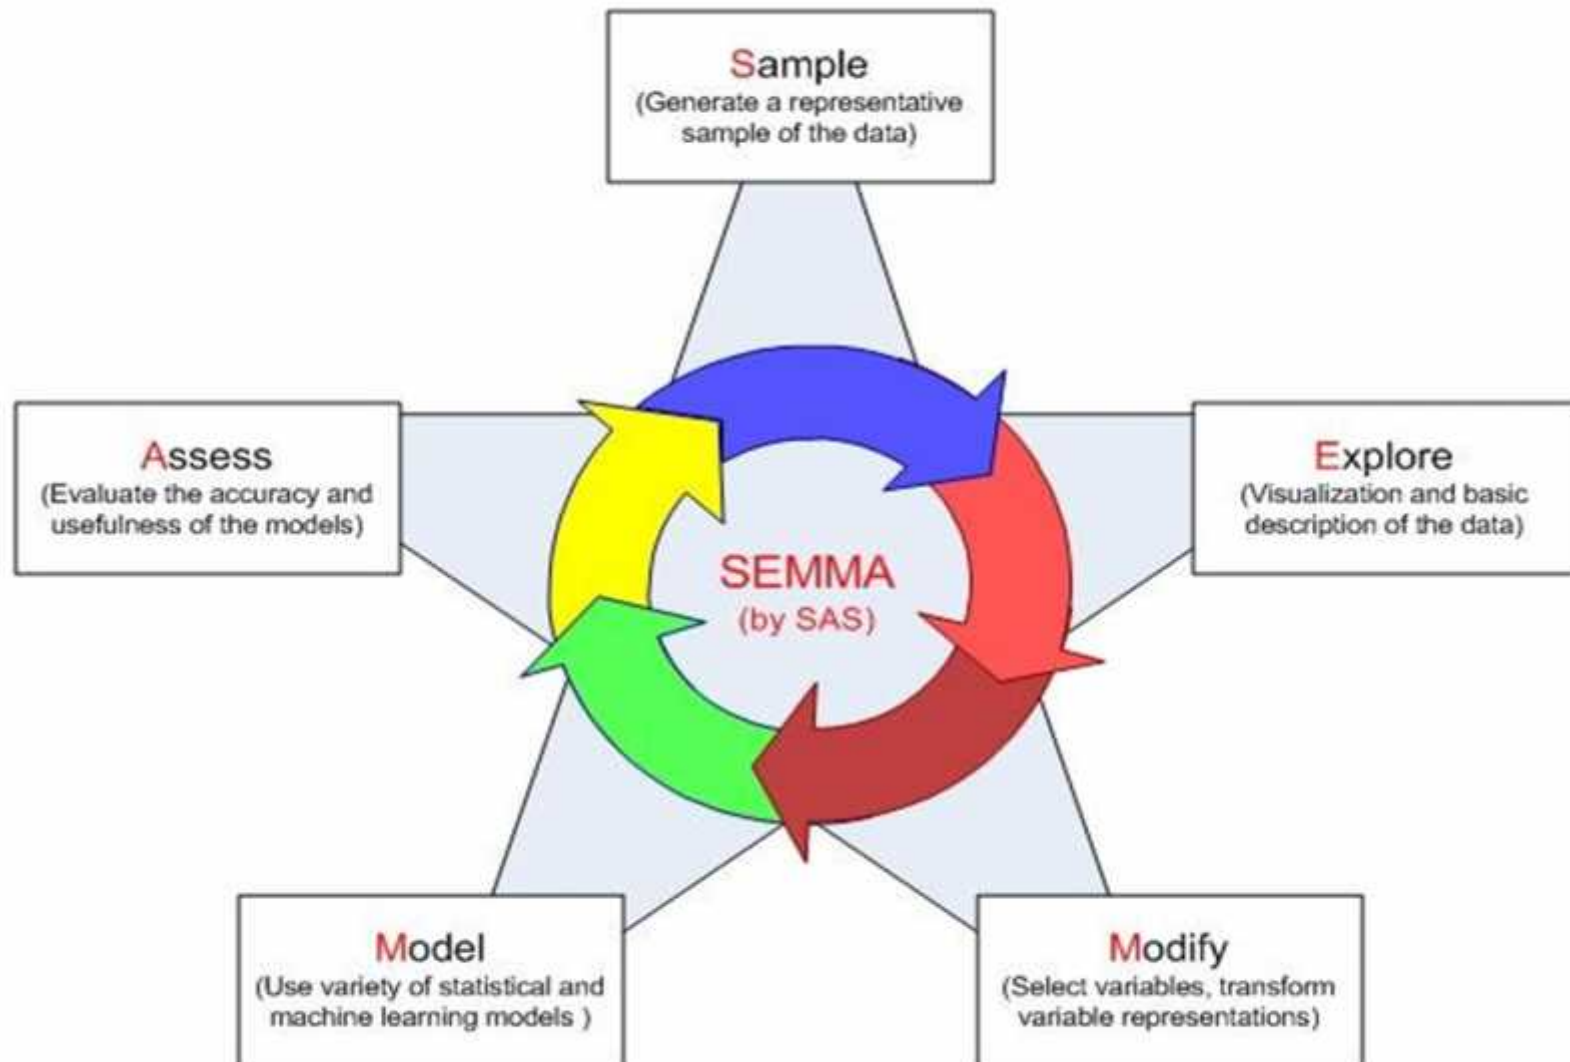 Sample
(Generate a representative
sample of the data)
Assess
(Evaluate the accuracy and
usefulness of the models)
Explore
(Visualization and basic
description of the data)
SEMMA
(by SAS)
Model
(Use variety of statistical and
machine learning models )
Modify
(Select variables, transform
variable representations)